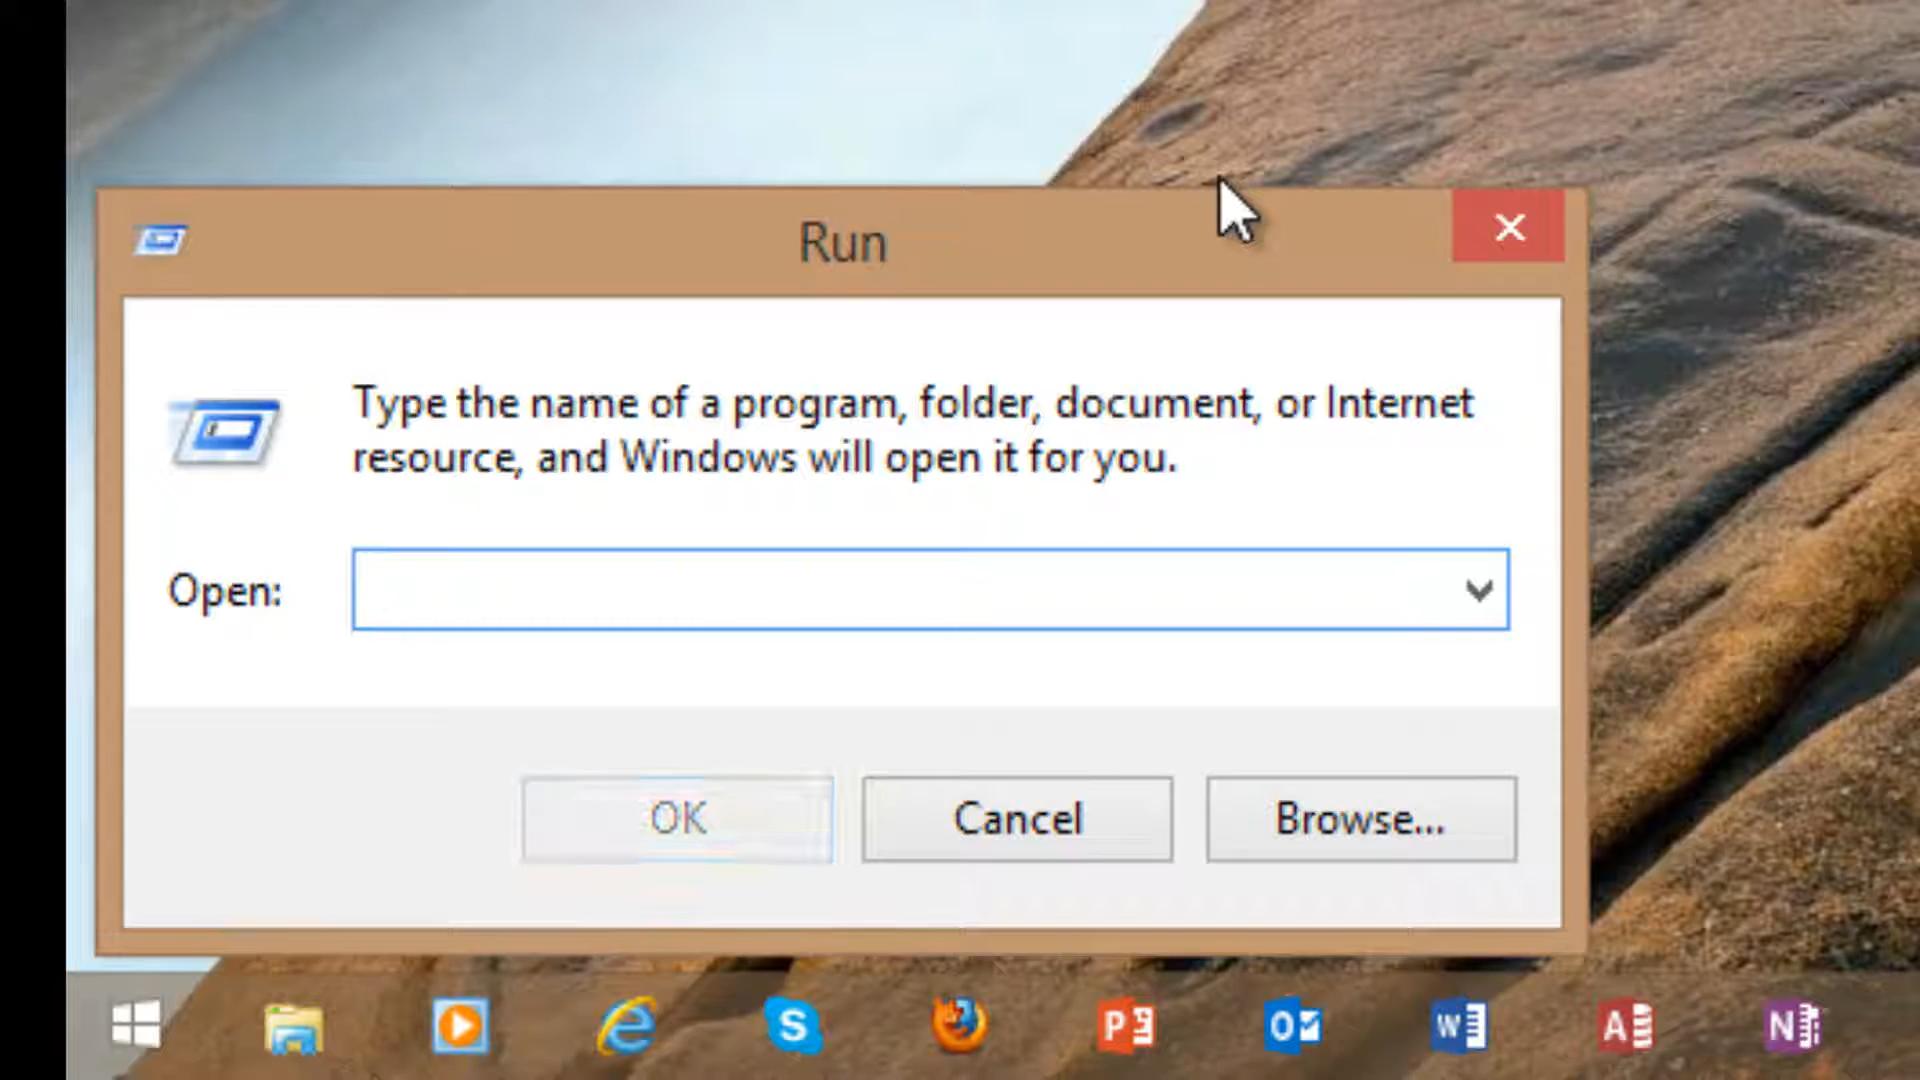 Run
Type the name of a program, folder, document, or Internet
resource, and Windows will open it for you.
Open:
OK
Cancel
Browse...